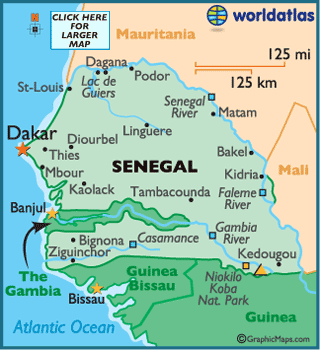 CLICK HERE
FOR
LARGER
MAP
worldatlas
Mauritania
125 mi
125 km
Dagana
Podor
Lac de
Guiers
St-Louis
Senegal
River
Matam
Linguere
Dakar
Diourbel
Thies
Bakel
SENEGAL
Mali
Mbour
Kidria
Kaolack
Tambacounda
Faleme
River
Banjul
Gambia
River
Bignona
Casamance
Ziguinchor
Kedougou
The
Gambia
Guinea
Bissau
Niokilo
Koba
Nat. Park
Bissau
Atlantic Ocean
Guinea
©GraphicMaps.com